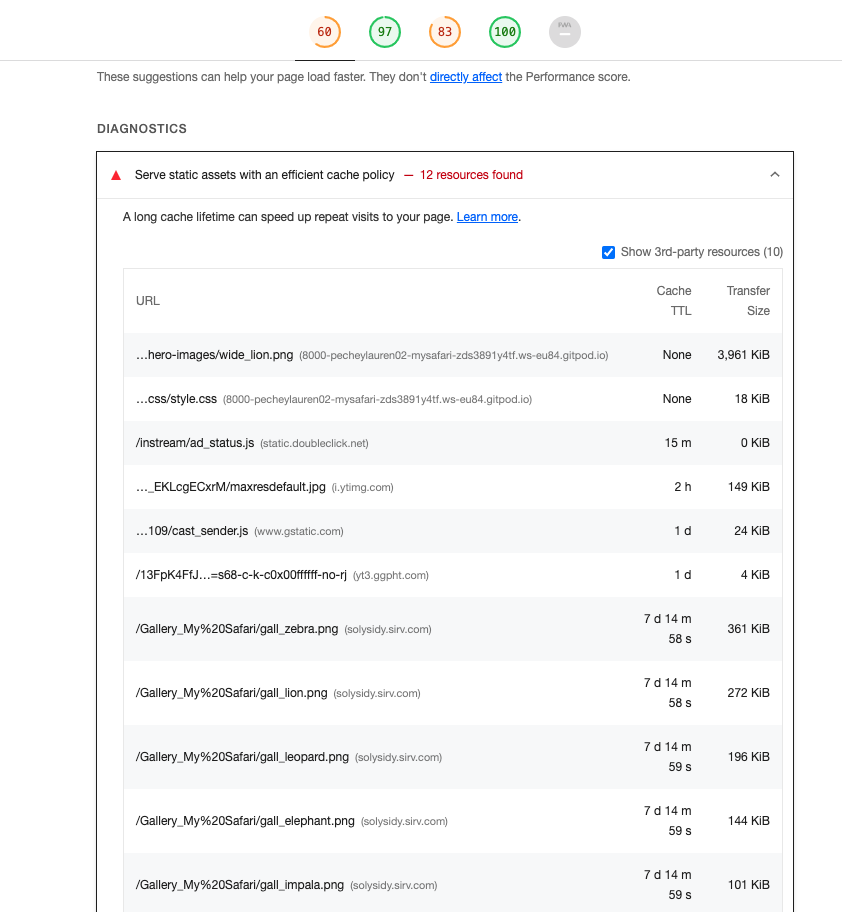 60 97 83 100 PWA
These suggestions can help your page load faster. They don't directly affect the Performance score.
DIAGNOSTICS
Serve static assets with an efficient cache policy — 12 resources found
A long cache lifetime can speed up repeat visits to your page. Learn more.
Show 3rd-party resources (10)
URL Cache TTL Transfer Size
…hero-images/wide_lion.png (8000-pecheylauren02-mysafari-zds3891y4tf.ws-eu84.gitpod.io) None 3,961 KiB
…css/style.css (8000-pecheylauren02-mysafari-zds3891y4tf.ws-eu84.gitpod.io) None 18 KiB
/instream/ad_status.js (static.doubleclick.net) 15 m 0 KiB
…_EKLcgECxrM/maxresdefault.jpg (i.ytimg.com) 2 h 149 KiB
…109/cast_sender.js (www.gstatic.com) 1 d 24 KiB
/13FpK4FfJ…=s68-c-k-c0x00ffffff-no-rj (yt3.ggpht.com) 1 d 4 KiB
/Gallery_My%20Safari/gall_zebra.png (solysidy.sirv.com) 7 d 14 m 58 s 361 KiB
/Gallery_My%20Safari/gall_lion.png (solysidy.sirv.com) 7 d 14 m 58 s 272 KiB
/Gallery_My%20Safari/gall_leopard.png (solysidy.sirv.com) 7 d 14 m 59 s 196 KiB
/Gallery_My%20Safari/gall_elephant.png (solysidy.sirv.com) 7 d 14 m 59 s 144 KiB
/Gallery_My%20Safari/gall_impala.png (solysidy.sirv.com) 7 d 14 m 59 s 101 KiB